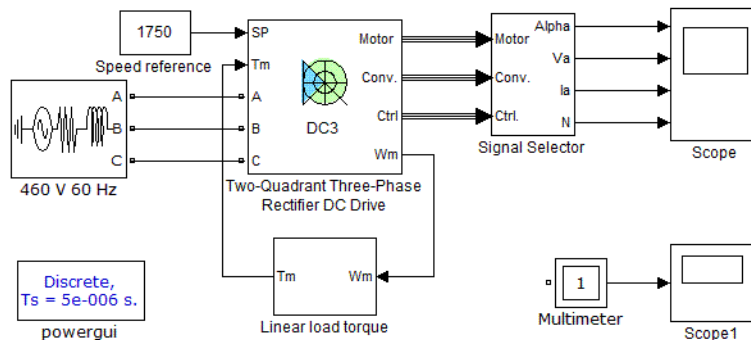 1750
Speed reference
SP
Tm
A
B
C
Motor
Conv.
Ctrl
Wm
DC3
Two-Quadrant Three-Phase
Rectifier DC Drive
A
B
C
460 V 60 Hz
Motor
Conv.
Ctrl.
Alpha
Va
Ia
N
Signal Selector
Scope
Discrete,
Ts = 5e-006 s.
powergui
Tm
Wm
Linear load torque
1
Multimeter
Scope1